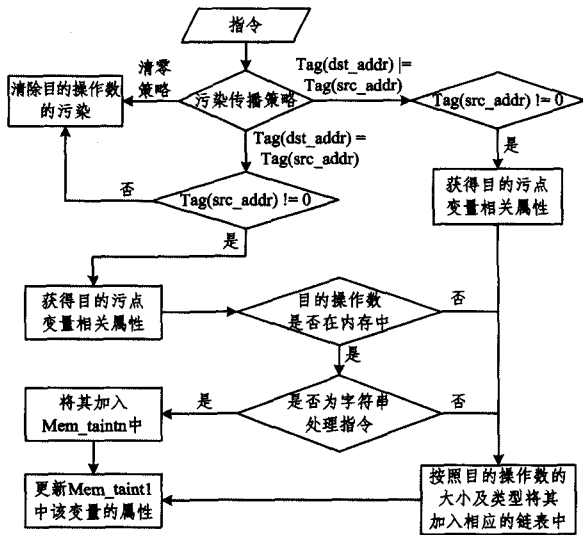 指令
清零
策略
Tag(dst_addr) |=
Tag(src_addr)
清除目的操作数
的污染
污染传播策略
Tag(src_addr) != 0
Tag(dst_addr) =
Tag(src_addr)
是
否
Tag(src_addr) != 0
获得目的污点
变量相关属性
是
获得目的污点
变量相关属性
目的操作数
是否在内存中
否
是
将其加入
Mem_taintn中
是
是否为字符串
处理指令
否
更新Mem_taint1
中该变量的属性
按照目的操作数的
大小及类型将其
加入相应的链表中